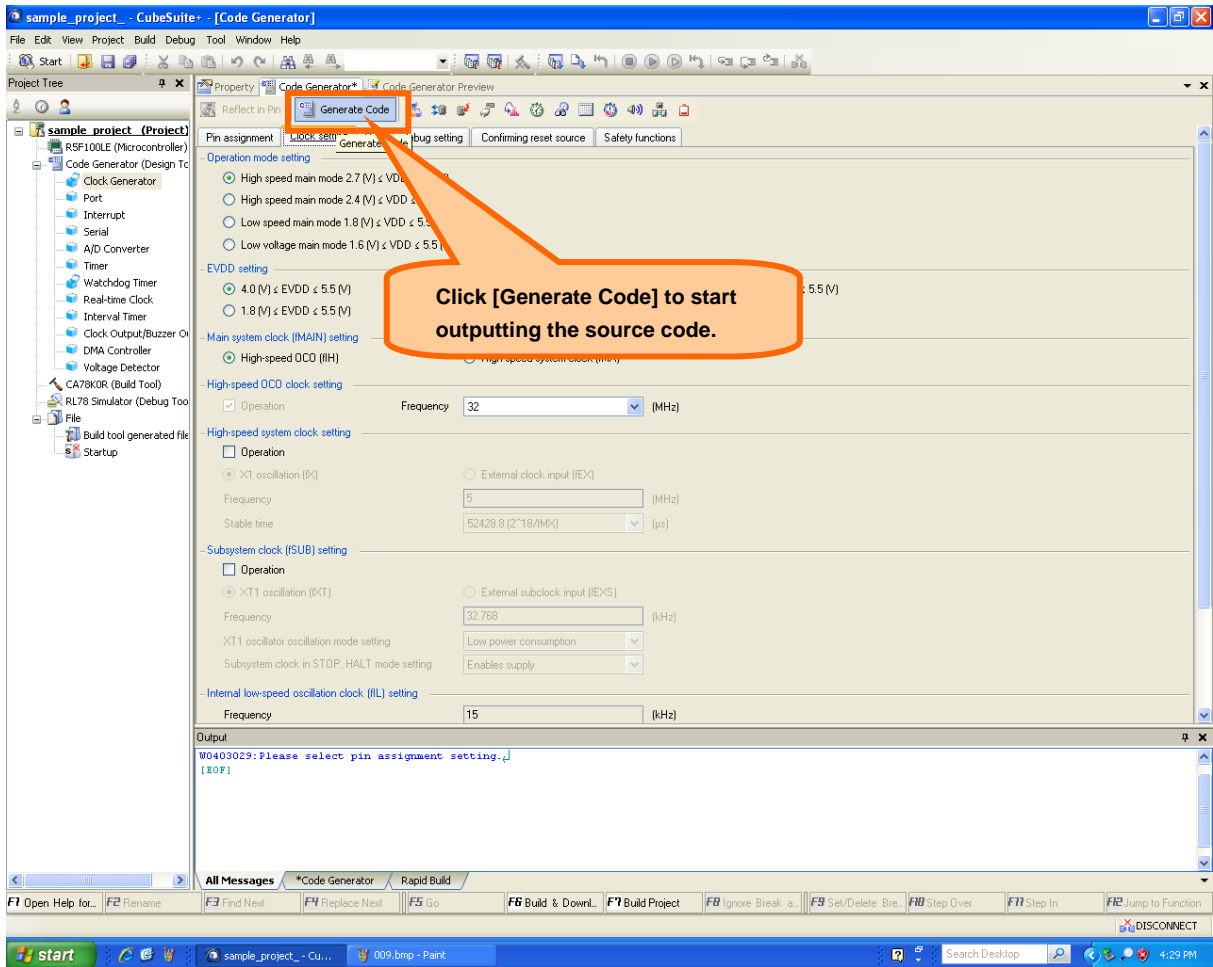 sample_project_ - CubeSuite+ - [Code Generator]
File Edit View Project Build Debug Tool Window Help
Start
Project Tree
Property Code Generator* Code Generator Preview
Reflect in Pin Generate Code
sample_project (Project)
R5F100LE (Microcontroller)
Code Generator (Design To
Clock Generator
Port
Interrupt
Serial
A/D Converter
Timer
Watchdog Timer
Real-time Clock
Interval Timer
Clock Output/Buzzer O
DMA Controller
Voltage Detector
CA78K0R (Build Tool)
RL78 Simulator (Debug Too
File
Build tool generated file
Startup
Pin assignment Clock setting bug setting Confirming reset source Safety functions
Generate Code
Operation mode setting
High speed main mode 2.7 (V) ≤ VDD
High speed main mode 2.4 (V) ≤ VDD ≤
Low speed main mode 1.8 (V) ≤ VDD ≤ 5.5
Low voltage main mode 1.6 (V) ≤ VDD ≤ 5.5 (
EVDD setting
4.0 (V) ≤ EVDD ≤ 5.5 (V)
≤ 5.5 (V)
1.8 (V) ≤ EVDD ≤ 5.5 (V)
Click [Generate Code] to start
outputting the source code.
Main system clock (fMAIN) setting
High-speed OCO (fIH) High-speed system clock (fMX)
High-speed OCO clock setting
Operation Frequency 32 (MHz)
High-speed system clock setting
Operation
X1 oscillation (fX) External clock input (fEX)
Frequency 5 (MHz)
Stable time 52428.8 (2^18/fMX) (μs)
Subsystem clock (fSUB) setting
Operation
XT1 oscillation (fXT) External subclock input (fEXS)
Frequency 32.768 (kHz)
XT1 oscillator oscillation mode setting Low power consumption
Subsystem clock in STOP, HALT mode setting Enables supply
Internal low-speed oscillation clock (fIL) setting
Frequency 15 (kHz)
Output
W0403029:Please select pin assignment setting.
[EOF]
All Messages *Code Generator Rapid Build
F1 Open Help for... F2 Rename F3 Find Next F4 Replace Next F5 Go F6 Build & Downl... F7 Build Project F8 Ignore Break a... F9 Set/Delete Bre... F10 Step Over F11 Step In F12 Jump to Function
DISCONNECT
start sample_project_ - Cu... 009.bmp - Paint Search Desktop 4:29 PM